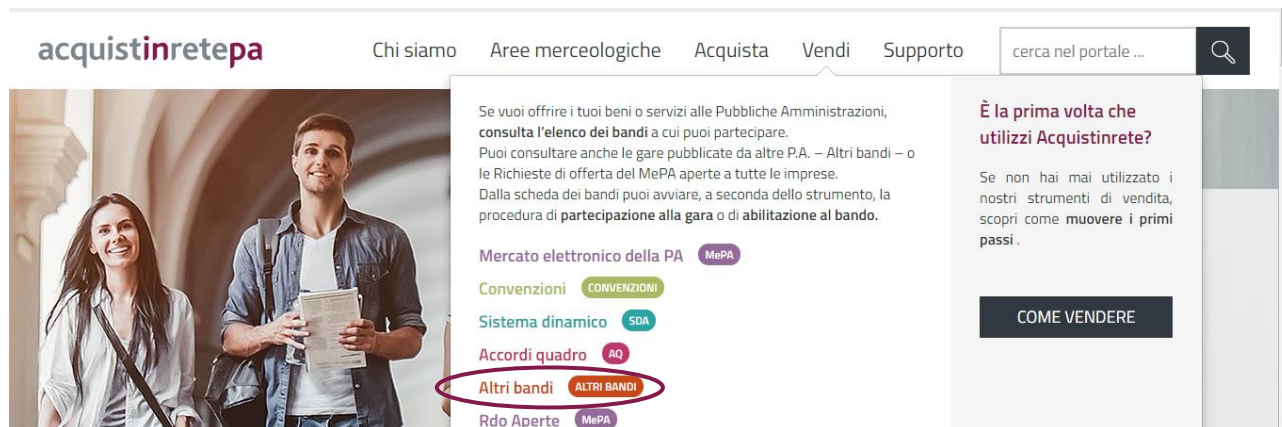 acquistinretepa
Chi siamo Aree merceologiche Acquista Vendi Supporto cerca nel portale ...
Se vuoi offrire i tuoi beni o servizi alle Pubbliche Amministrazioni,
consulta l'elenco dei bandi a cui puoi partecipare.
Puoi consultare anche le gare pubblicate da altre P.A. – Altri bandi – o
le Richieste di offerta del MePA aperte a tutte le imprese.
Dalla scheda dei bandi puoi avviare, a seconda dello strumento, la
procedura di partecipazione alla gara o di abilitazione al bando.
Mercato elettronico della PA MePA
Convenzioni CONVENZIONI
Sistema dinamico SDA
Accordi quadro AQ
Altri bandi ALTRI BANDI
Rdo Aperte MePA
È la prima volta che
utilizzi Acquistinrete?
Se non hai mai utilizzato i
nostri strumenti di vendita,
scopri come muovere i primi
passi .
COME VENDERE